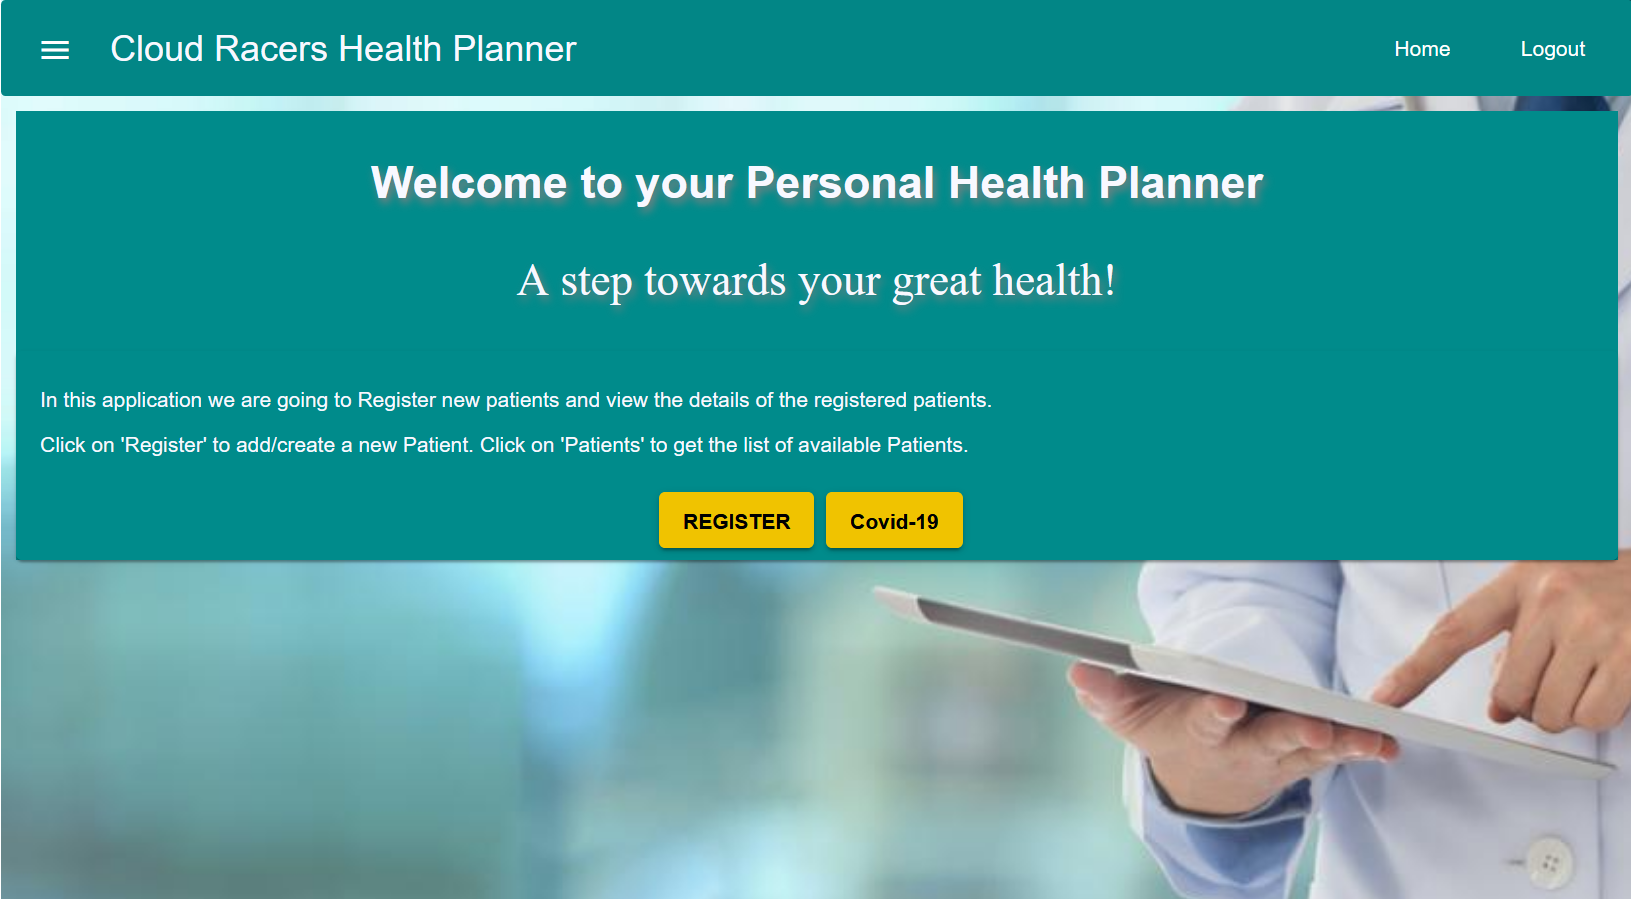 Cloud Racers Health Planner
Home
Logout
Welcome to your Personal Health Planner
A step towards your great health!
In this application we are going to Register new patients and view the details of the registered patients.
Click on 'Register' to add/create a new Patient. Click on 'Patients' to get the list of available Patients.
REGISTER
Covid-19